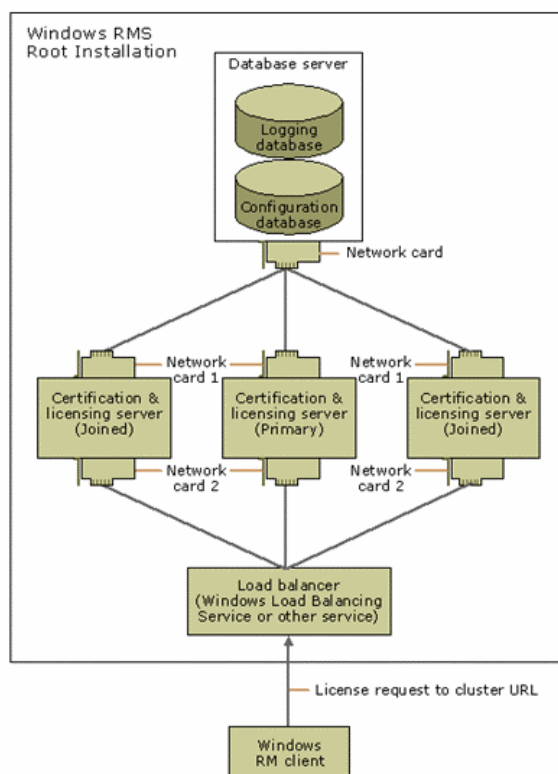 Windows RMS
Root Installation
Database server
Logging
database
Configuration
database
Network card
Network
card 1
Network
card 1
Certification &
licensing server
(Joined)
Certification &
licensing server
(Primary)
Certification &
licensing server
(Joined)
Network
card 2
Network
card 2
Load balancer
(Windows Load Balancing
Service or other service)
License request to cluster URL
Windows
RM client